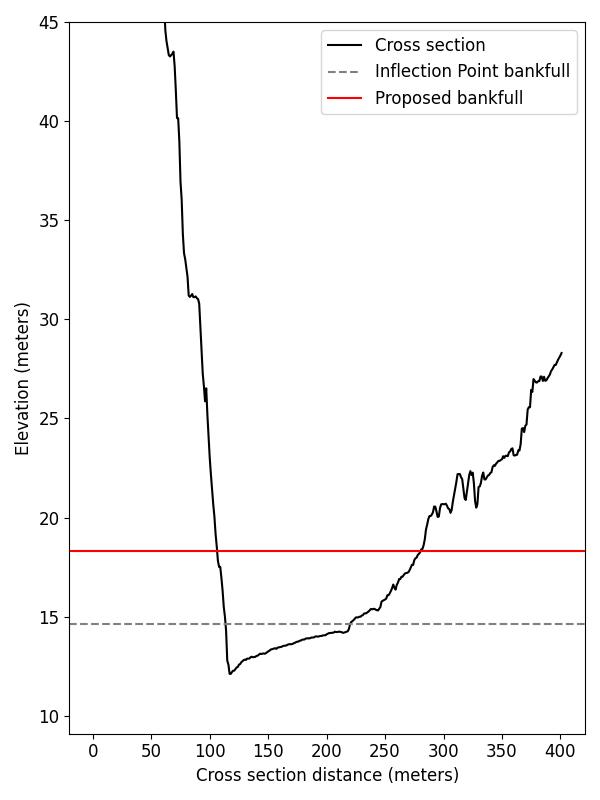 45
40
35
30
25
20
15
10
Elevation (meters)
Cross section
Inflection Point bankfull
Proposed bankfull
0 50 100 150 200 250 300 350 400
Cross section distance (meters)